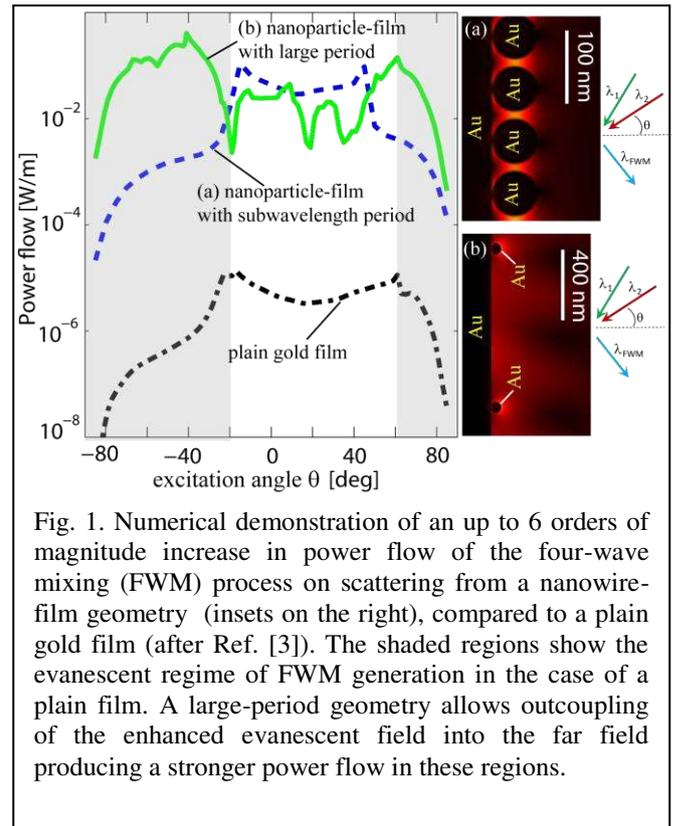 (b) nanoparticle-film
with large period
(a) nanoparticle-film
with subwavelength period
plain gold film
Power flow [W/m]
10⁻²
10⁻⁴
10⁻⁶
10⁻⁸
−80 −40 0 40 80
excitation angle θ [deg]
(a)
Au
Au
Au
Au
Au
100 nm
λ₁
λ₂
θ
λFWM
(b)
Au
Au
Au
400 nm
λ₁
λ₂
θ
λFWM
Fig. 1. Numerical demonstration of an up to 6 orders of
magnitude increase in power flow of the four-wave
mixing (FWM) process on scattering from a nanowire-
film geometry (insets on the right), compared to a plain
gold film (after Ref. [3]). The shaded regions show the
evanescent regime of FWM generation in the case of a
plain film. A large-period geometry allows outcoupling
of the enhanced evanescent field into the far field
producing a stronger power flow in these regions.